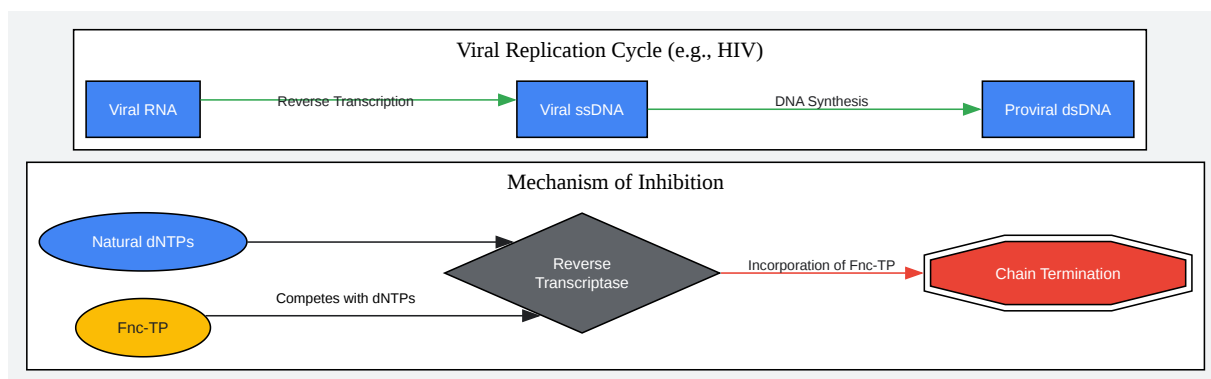 Viral Replication Cycle (e.g., HIV)
Viral RNA
Reverse Transcription
Viral ssDNA
DNA Synthesis
Proviral dsDNA
Mechanism of Inhibition
Natural dNTPs
Competes with dNTPs
Fnc-TP
Reverse
Transcriptase
Incorporation of Fnc-TP
Chain Termination